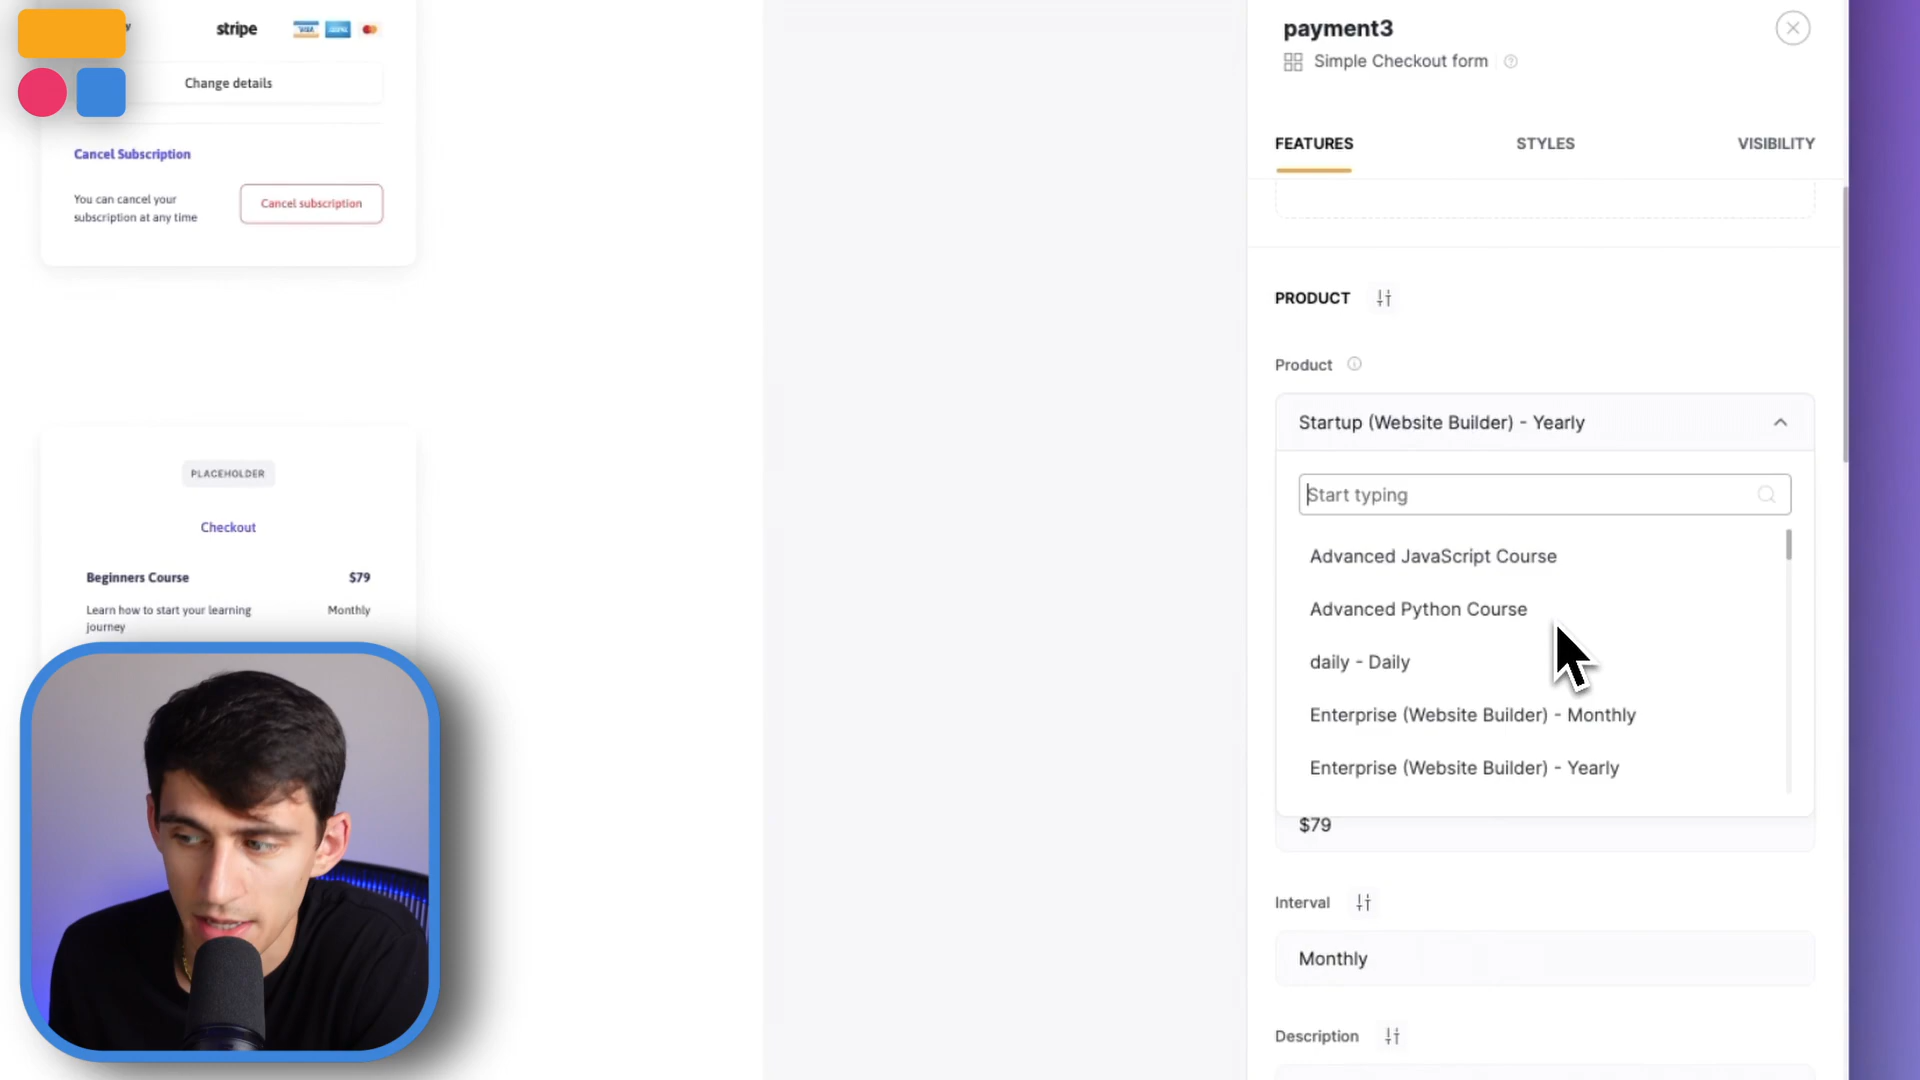 stripe
VISA
Change details
Cancel Subscription
You can cancel your
subscription at any time
Cancel subscription
PLACEHOLDER
Checkout
Beginners Course
$79
Learn how to start your learning
journey
Monthly
payment3
Simple Checkout form
FEATURES
STYLES
VISIBILITY
PRODUCT
Product
Startup (Website Builder) - Yearly
Start typing
Advanced JavaScript Course
Advanced Python Course
daily - Daily
Enterprise (Website Builder) - Monthly
Enterprise (Website Builder) - Yearly
$79
Interval
Monthly
Description